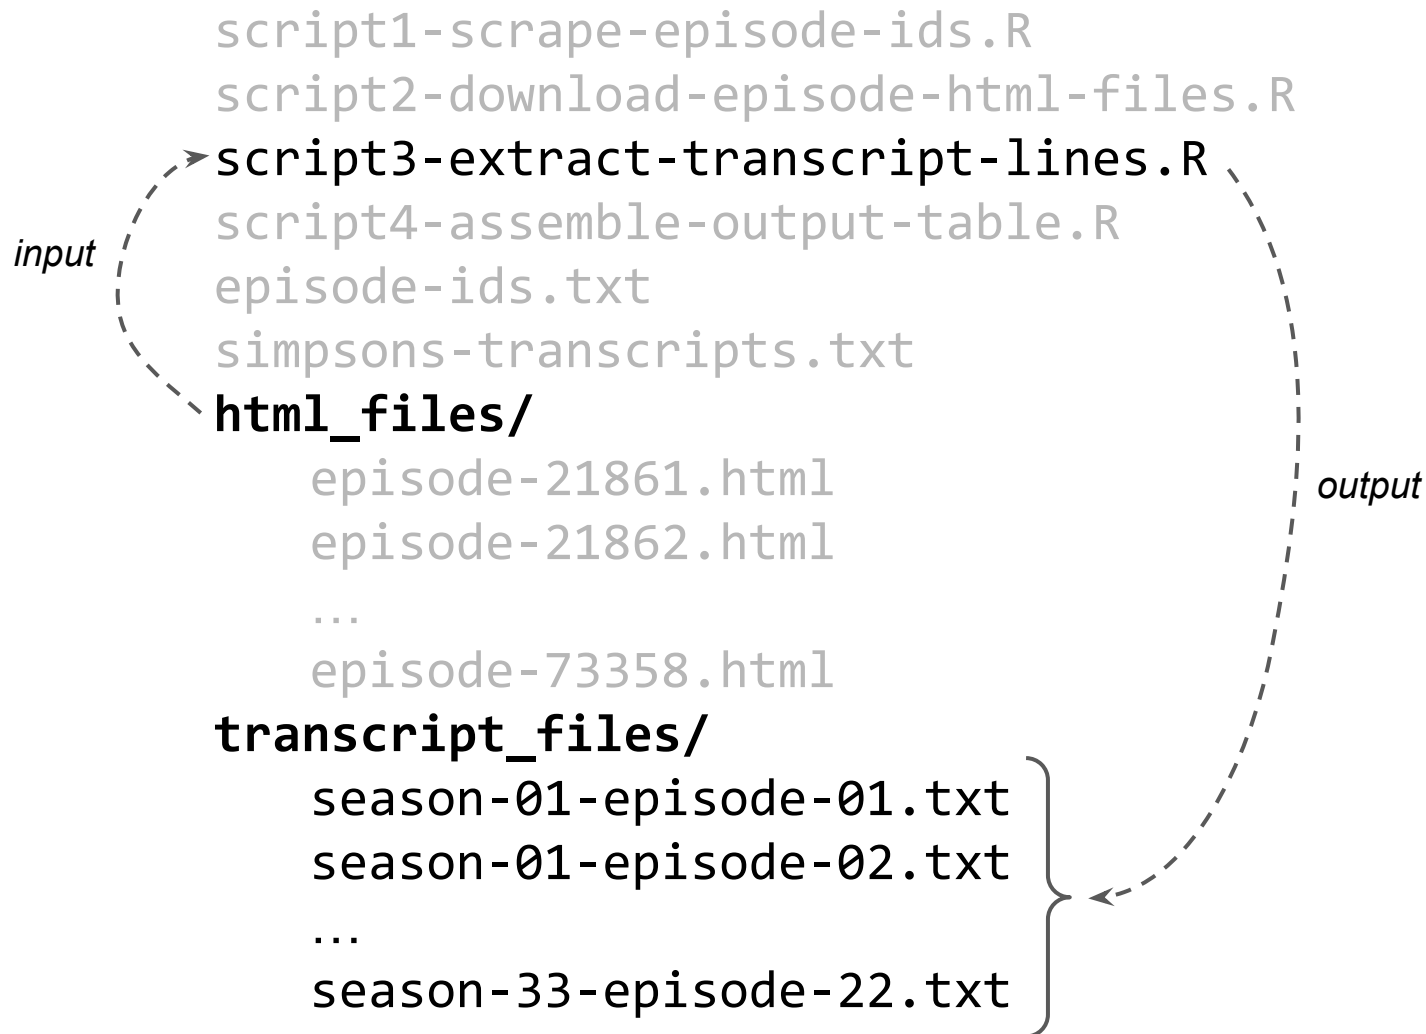 script1-scrape-episode-ids.R
script2-download-episode-html-files.R
script3-extract-transcript-lines.R
script4-assemble-output-table.R
input
episode-ids.txt
simpsons-transcripts.txt
html_files/
episode-21861.html
output
episode-21862.html
…
episode-73358.html
transcript_files/
season-01-episode-01.txt
season-01-episode-02.txt
…
season-33-episode-22.txt